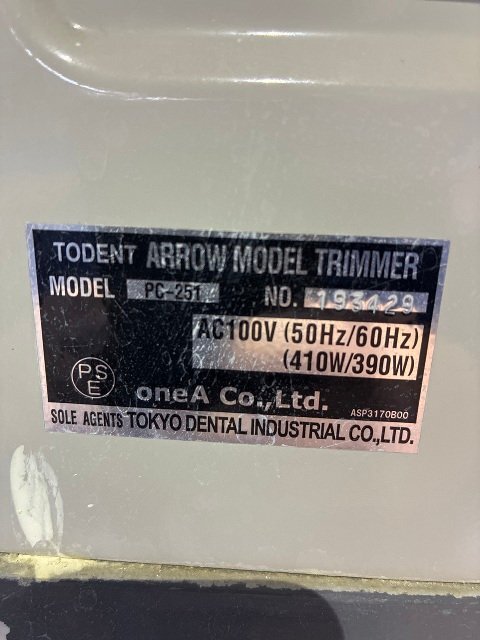 TODENT ARROW MODEL TRIMMER
MODEL PC-251 NO. 193429
AC100V (50Hz/60Hz)
(410W/390W)
PS
E
oneA Co.,Ltd.
ASP3170B00
SOLE AGENTS TOKYO DENTAL INDUSTRIAL CO.,LTD.